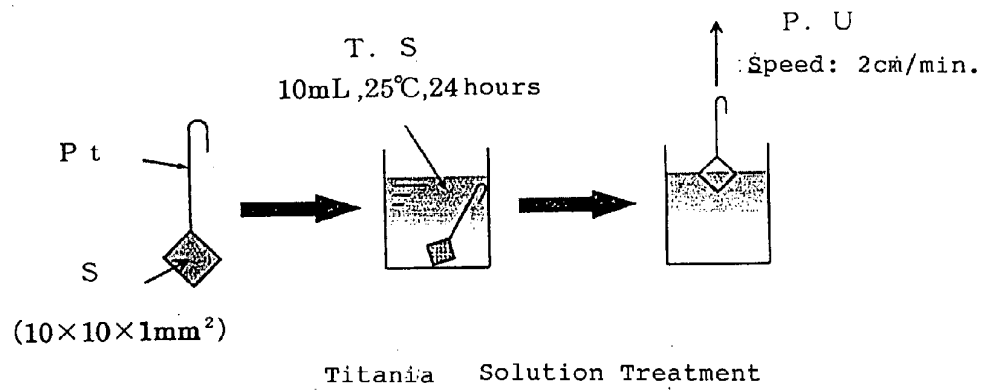 P. U
Speed: 2cm/min.
T. S
10mL ,25℃,24 hours
P t
S
(10×10×1mm²)
Titania Solution Treatment